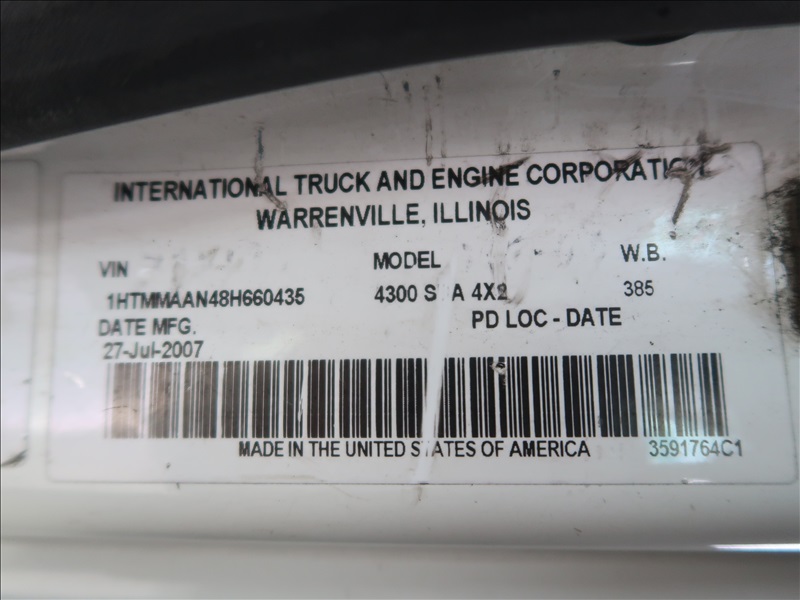 INTERNATIONAL TRUCK AND ENGINE CORPORATION
WARRENVILLE, ILLINOIS
VIN MODEL W.B.
1HTMMAAN48H660435 4300 S A 4X2 385
DATE MFG. PD LOC - DATE
27-Jul-2007
MADE IN THE UNITED STATES OF AMERICA 3591764C1